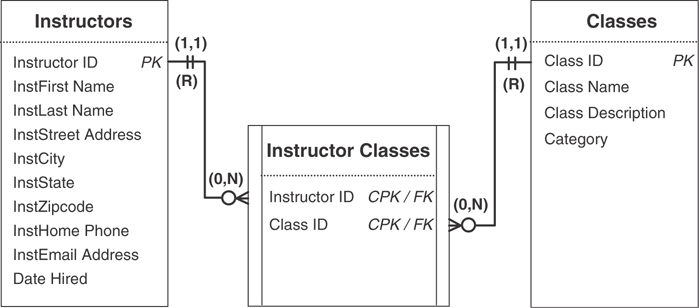 Instructors
Instructor ID PK
InstFirst Name
InstLast Name
InstStreet Address
InstCity
InstState
InstZipcode
InstHome Phone
InstEmail Address
Date Hired
(1,1)
(R)
(0,N)
Instructor Classes
Instructor ID CPK / FK
Class ID CPK / FK
(0,N)
(1,1)
(R)
Classes
Class ID PK
Class Name
Class Description
Category